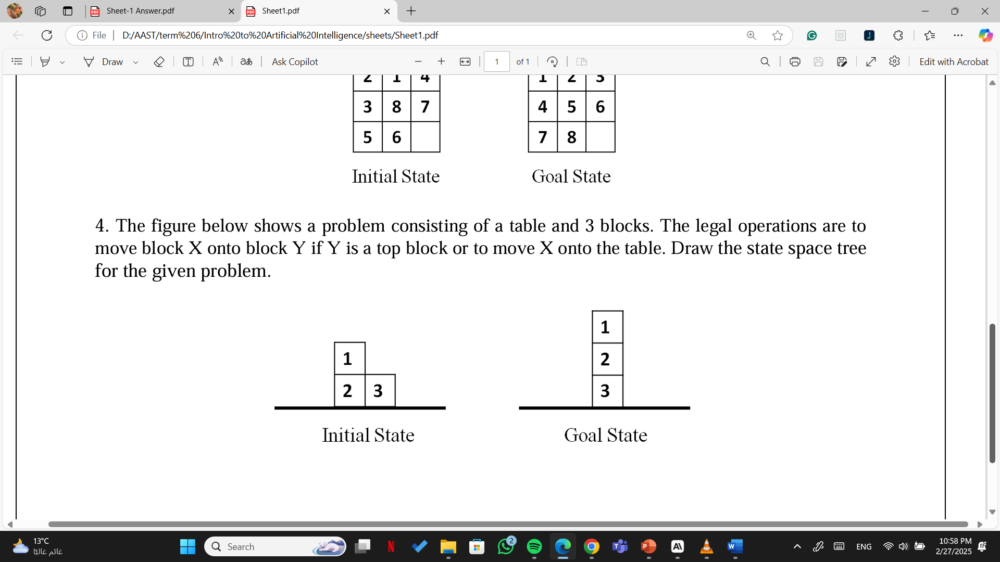 Sheet-1 Answer.pdf
Sheet1.pdf
File
D:/AAST/term%206/Intro%20to%20Artificial%20Intelligence/sheets/Sheet1.pdf
Draw
Ask Copilot
1
of 1
Edit with Acrobat
2 1 4
3 8 7
5 6
1 2 3
4 5 6
7 8
Initial State
Goal State
4. The figure below shows a problem consisting of a table and 3 blocks. The legal operations are to
move block X onto block Y if Y is a top block or to move X onto the table. Draw the state space tree
for the given problem.
1
2 3
1
2
3
Initial State
Goal State
13°C
غائم غالبًا
Search
2
ENG
10:58 PM
2/27/2025